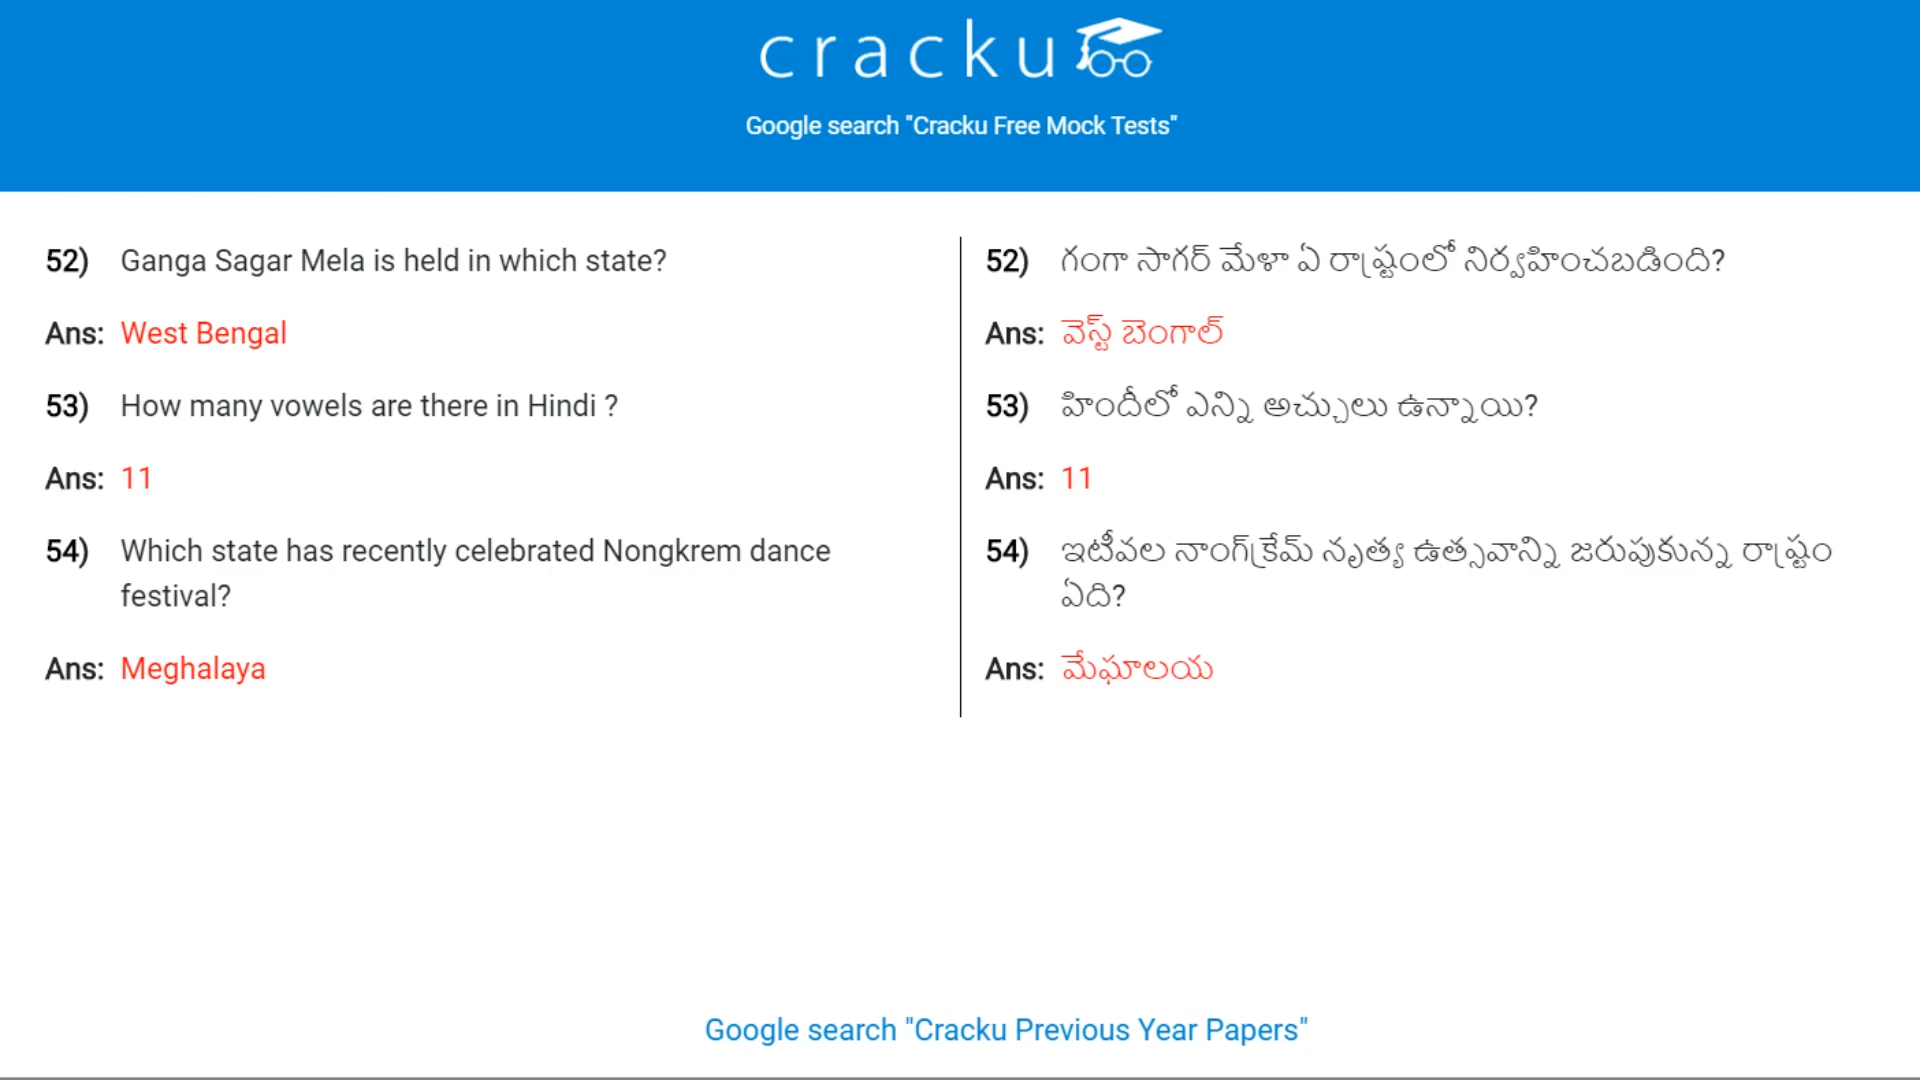 cracku
Google search "Cracku Free Mock Tests"
52) Ganga Sagar Mela is held in which state?
Ans: West Bengal
53) How many vowels are there in Hindi ?
Ans: 11
54) Which state has recently celebrated Nongkrem dance
festival?
Ans: Meghalaya
52) గంగా సాగర్ మేళా ఏ రాష్ట్రంలో నిర్వహించబడింది?
Ans: వెస్ట్ బెంగాల్
53) హిందీలో ఎన్ని అచ్చులు ఉన్నాయి?
Ans: 11
54) ఇటీవల నాంగ్‌క్రేమ్ నృత్య ఉత్సవాన్ని జరుపుకున్న రాష్ట్రం
ఏది?
Ans: మేఘాలయ
Google search "Cracku Previous Year Papers"